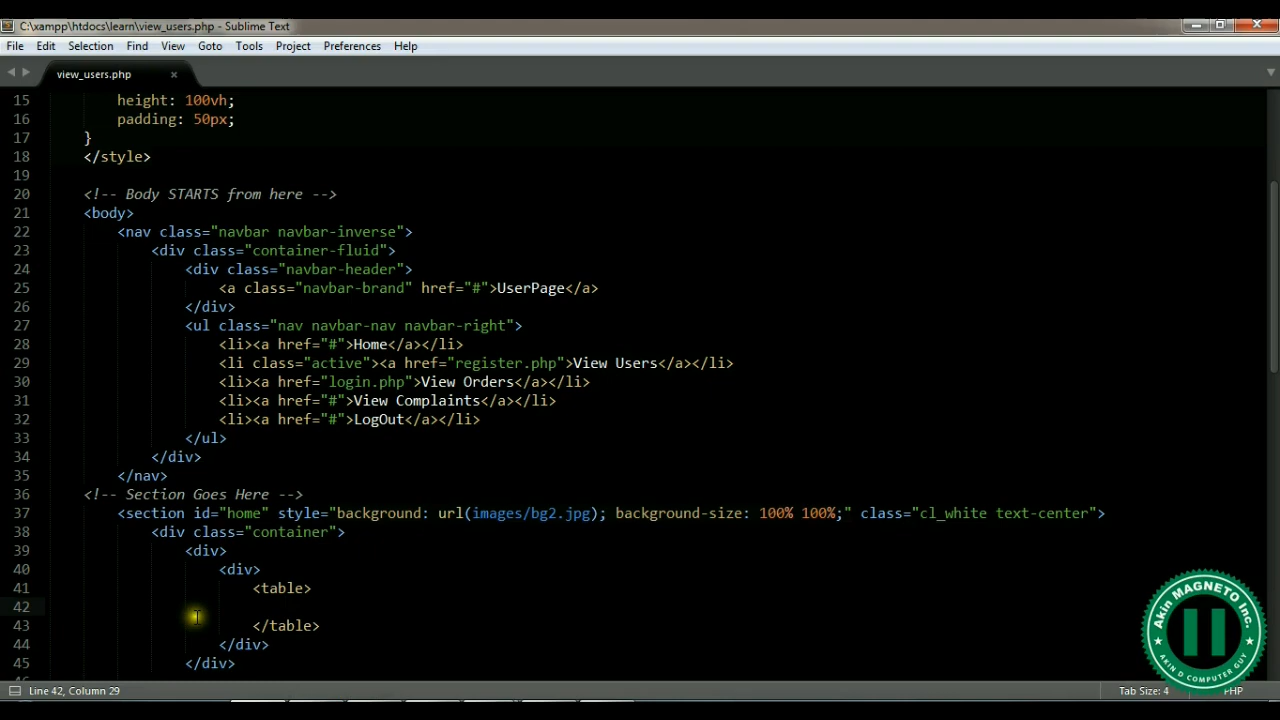 C:\xampp\htdocs\learn\view_users.php - Sublime Text
File Edit Selection Find View Goto Tools Project Preferences Help
view_users.php
15 height: 100vh;
16 padding: 50px;
17 }
18 </style>
19
20 <!-- Body STARTS from here -->
21 <body>
22 <nav class="navbar navbar-inverse">
23 <div class="container-fluid">
24 <div class="navbar-header">
25 <a class="navbar-brand" href="#">UserPage</a>
26 </div>
27 <ul class="nav navbar-nav navbar-right">
28 <li><a href="#">Home</a></li>
29 <li class="active"><a href="register.php">View Users</a></li>
30 <li><a href="login.php">View Orders</a></li>
31 <li><a href="#">View Complaints</a></li>
32 <li><a href="#">LogOut</a></li>
33 </ul>
34 </div>
35 </nav>
36 <!-- Section Goes Here -->
37 <section id="home" style="background: url(images/bg2.jpg); background-size: 100% 100%;" class="cl_white text-center">
38 <div class="container">
39 <div>
40 <div>
41 <table>
42
43 </table>
44 </div>
45 </div>
Akin MAGNETO Inc.
AKIN D COMPUTER GUY
Line 42, Column 29
Tab Size: 4
PHP